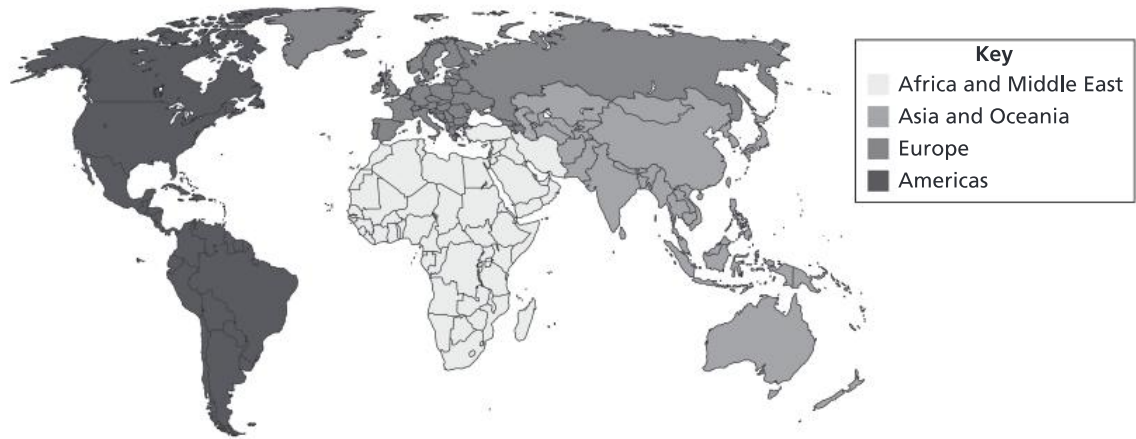 Key
Africa and Middle East
Asia and Oceania
Europe
Americas